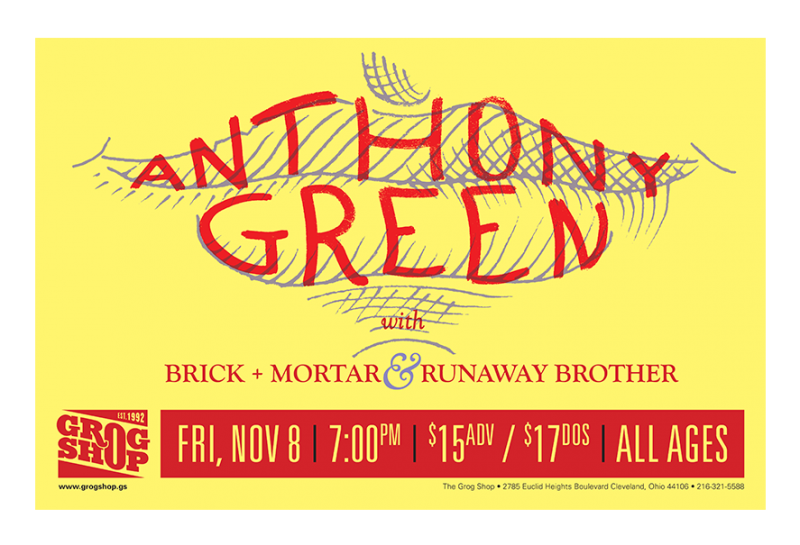 ANTHONY
GREEN
with
BRICK + MORTAR & RUNAWAY BROTHER
EST. 1992
GROG
SHOP
FRI, NOV 8 | 7:00PM | $15ADV / $17DOS | ALL AGES
www.grogshop.gs
The Grog Shop • 2785 Euclid Heights Boulevard Cleveland, Ohio 44106 • 216-321-5588